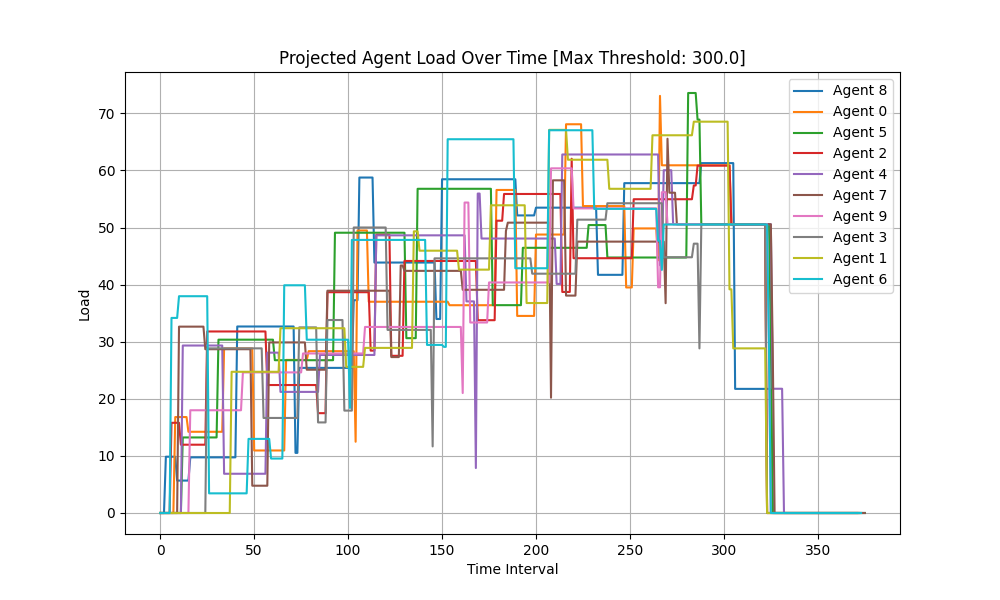 Projected Agent Load Over Time [Max Threshold: 300.0]
Load
70
60
50
40
30
20
10
0
0 50 100 150 200 250 300 350
Time Interval
Agent 8
Agent 0
Agent 5
Agent 2
Agent 4
Agent 7
Agent 9
Agent 3
Agent 1
Agent 6